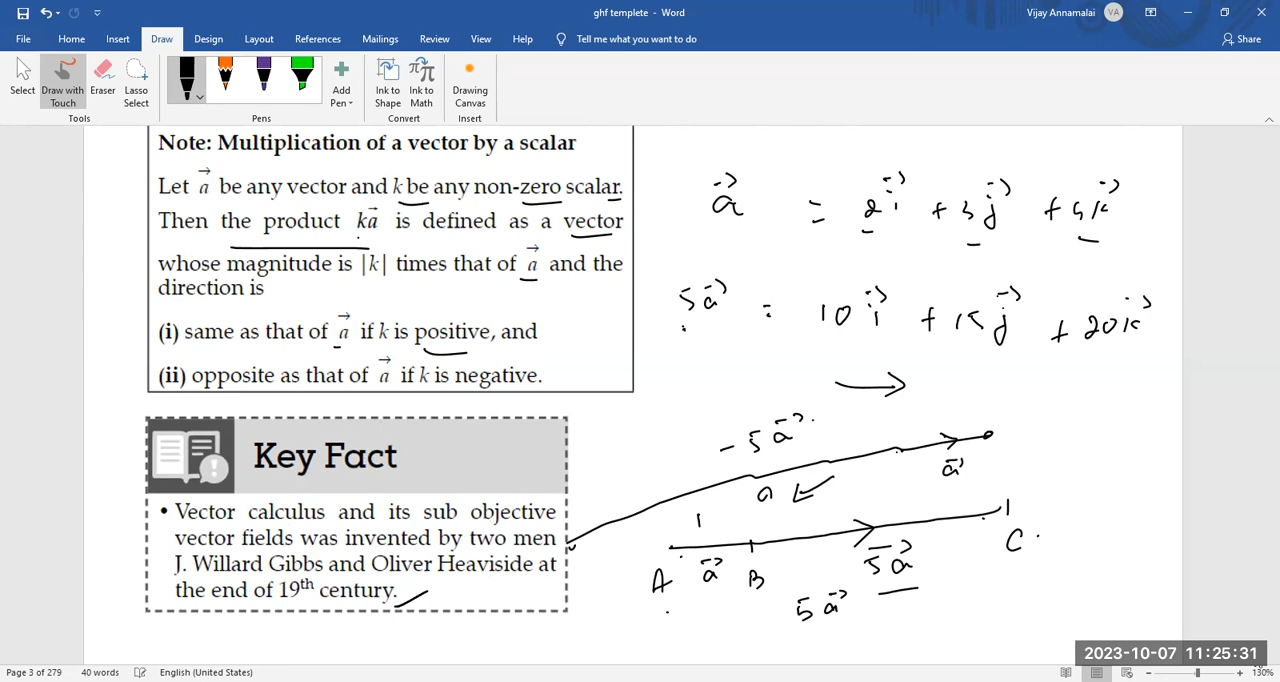 ghf templete - Word
Vijay Annamalai VA
File Home Insert Draw Design Layout References Mailings Review View Help Tell me what you want to do Share
Select Draw with Touch Eraser Lasso Select Add Pen Ink to Shape Ink to Math Drawing Canvas
Tools Pens Convert Insert
Note: Multiplication of a vector by a scalar
Let a⃗ be any vector and k be any non-zero scalar.
Then the product ka⃗ is defined as a vector
whose magnitude is |k| times that of a⃗ and the
direction is
(i) same as that of a⃗ if k is positive, and
(ii) opposite as that of a⃗ if k is negative.
a⃗ = 2i⃗ + 3j⃗ + 4k⃗
5a⃗ = 10i⃗ + 15j⃗ + 20k⃗
-5a⃗
a⃗
a
A a⃗ B 5a⃗ C
5a⃗
Key Fact
• Vector calculus and its sub objective
vector fields was invented by two men
J. Willard Gibbs and Oliver Heaviside at
the end of 19th century.
2023-10-07 11:25:31
Page 3 of 279 40 words English (United States) 130%